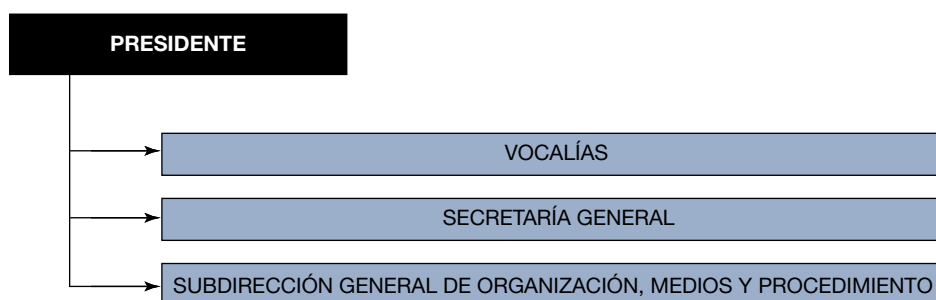 PRESIDENTE
VOCALÍAS
SECRETARÍA GENERAL
SUBDIRECCIÓN GENERAL DE ORGANIZACIÓN, MEDIOS Y PROCEDIMIENTO